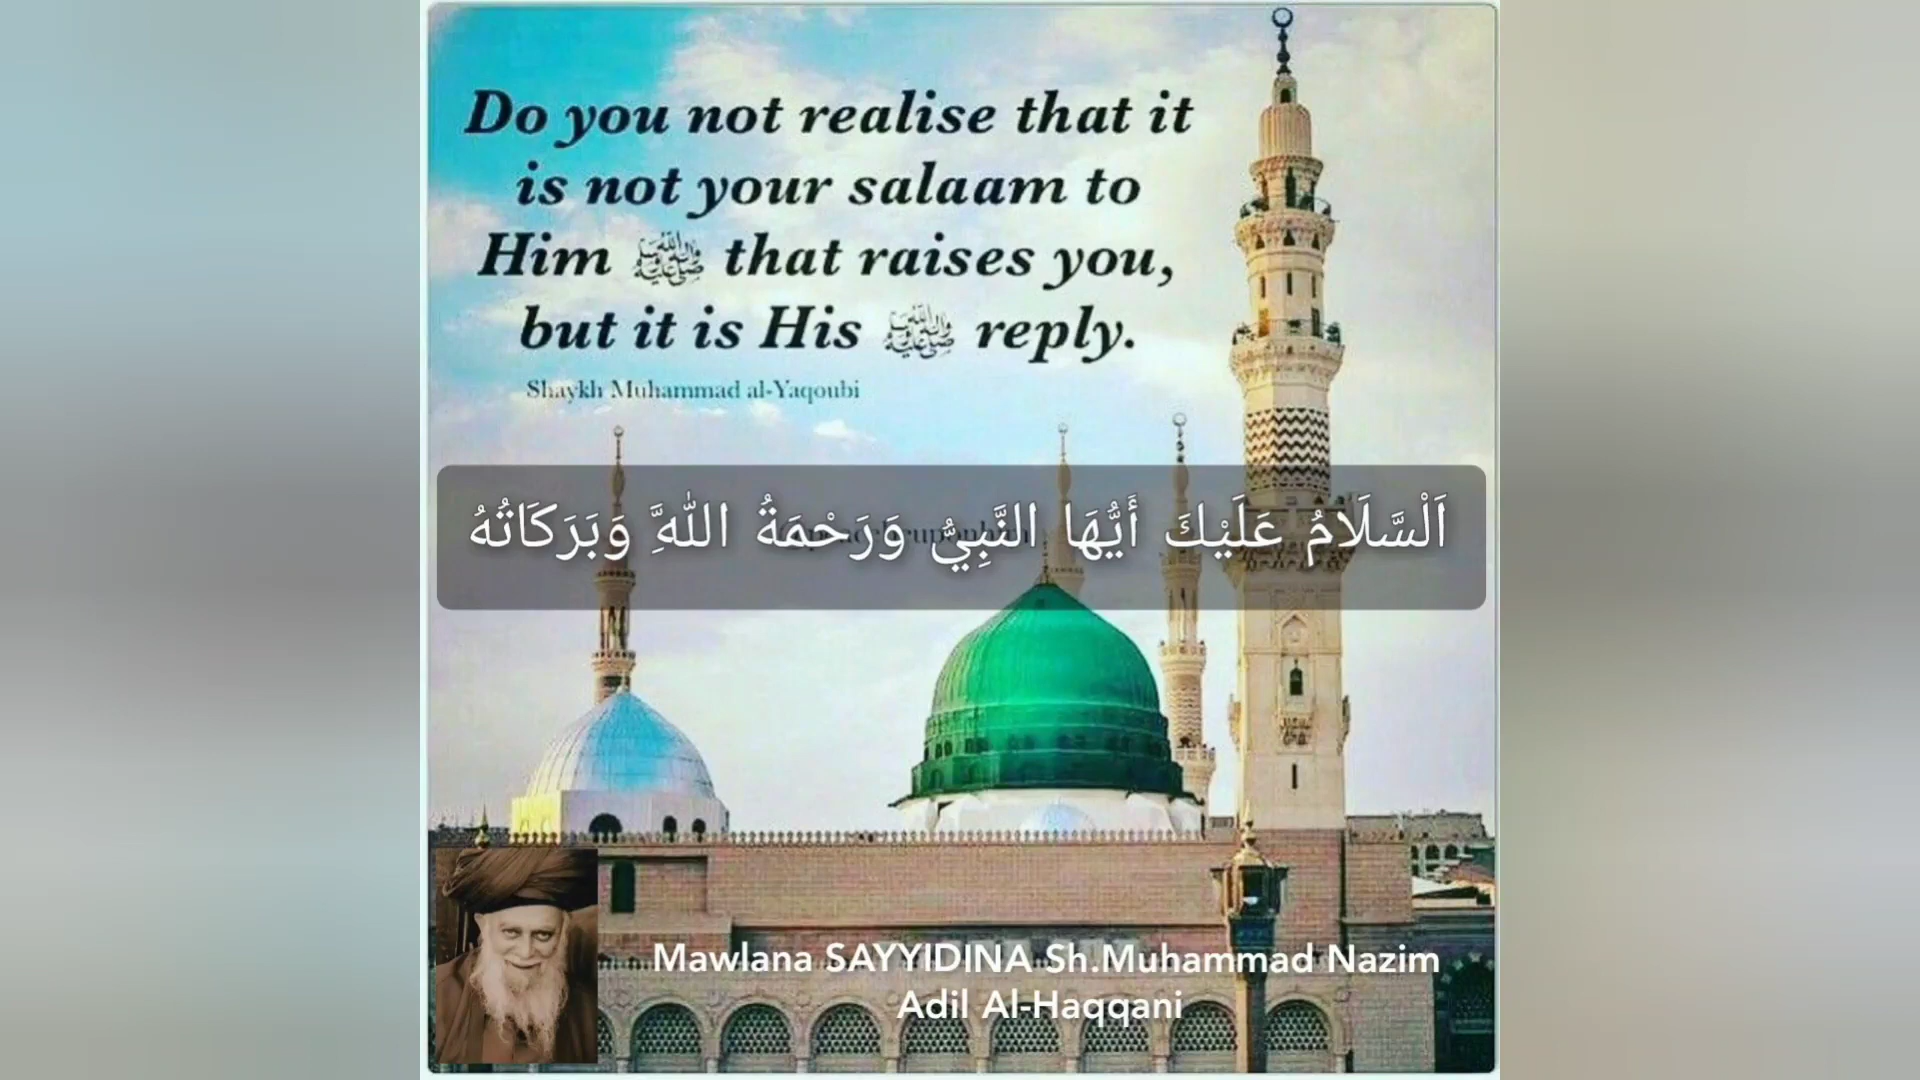 Do you not realise that it
is not your salaam to
Him ﷺ that raises you,
but it is His ﷺ reply.
Shaykh Muhammad al-Yaqoubi
اَلْسَّلَامُ عَلَيْكَ أَيُّهَا النَّبِيُّ وَرَحْمَةُ اللهَِّ وَبَرَكَاتُهُ
Mawlana SAYYIDINA Sh.Muhammad Nazim
Adil Al-Haqqani